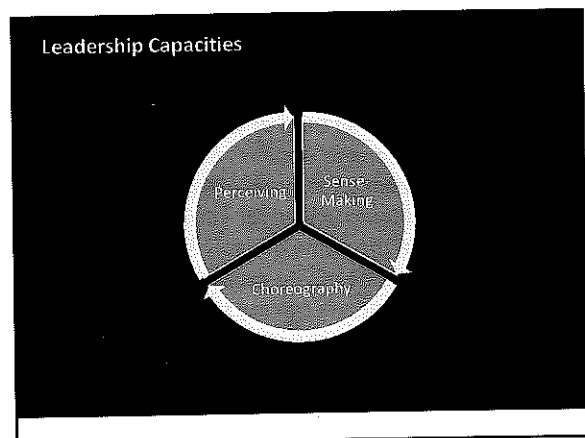 Leadership Capacities
Perceiving
Sense
Making
Choreography